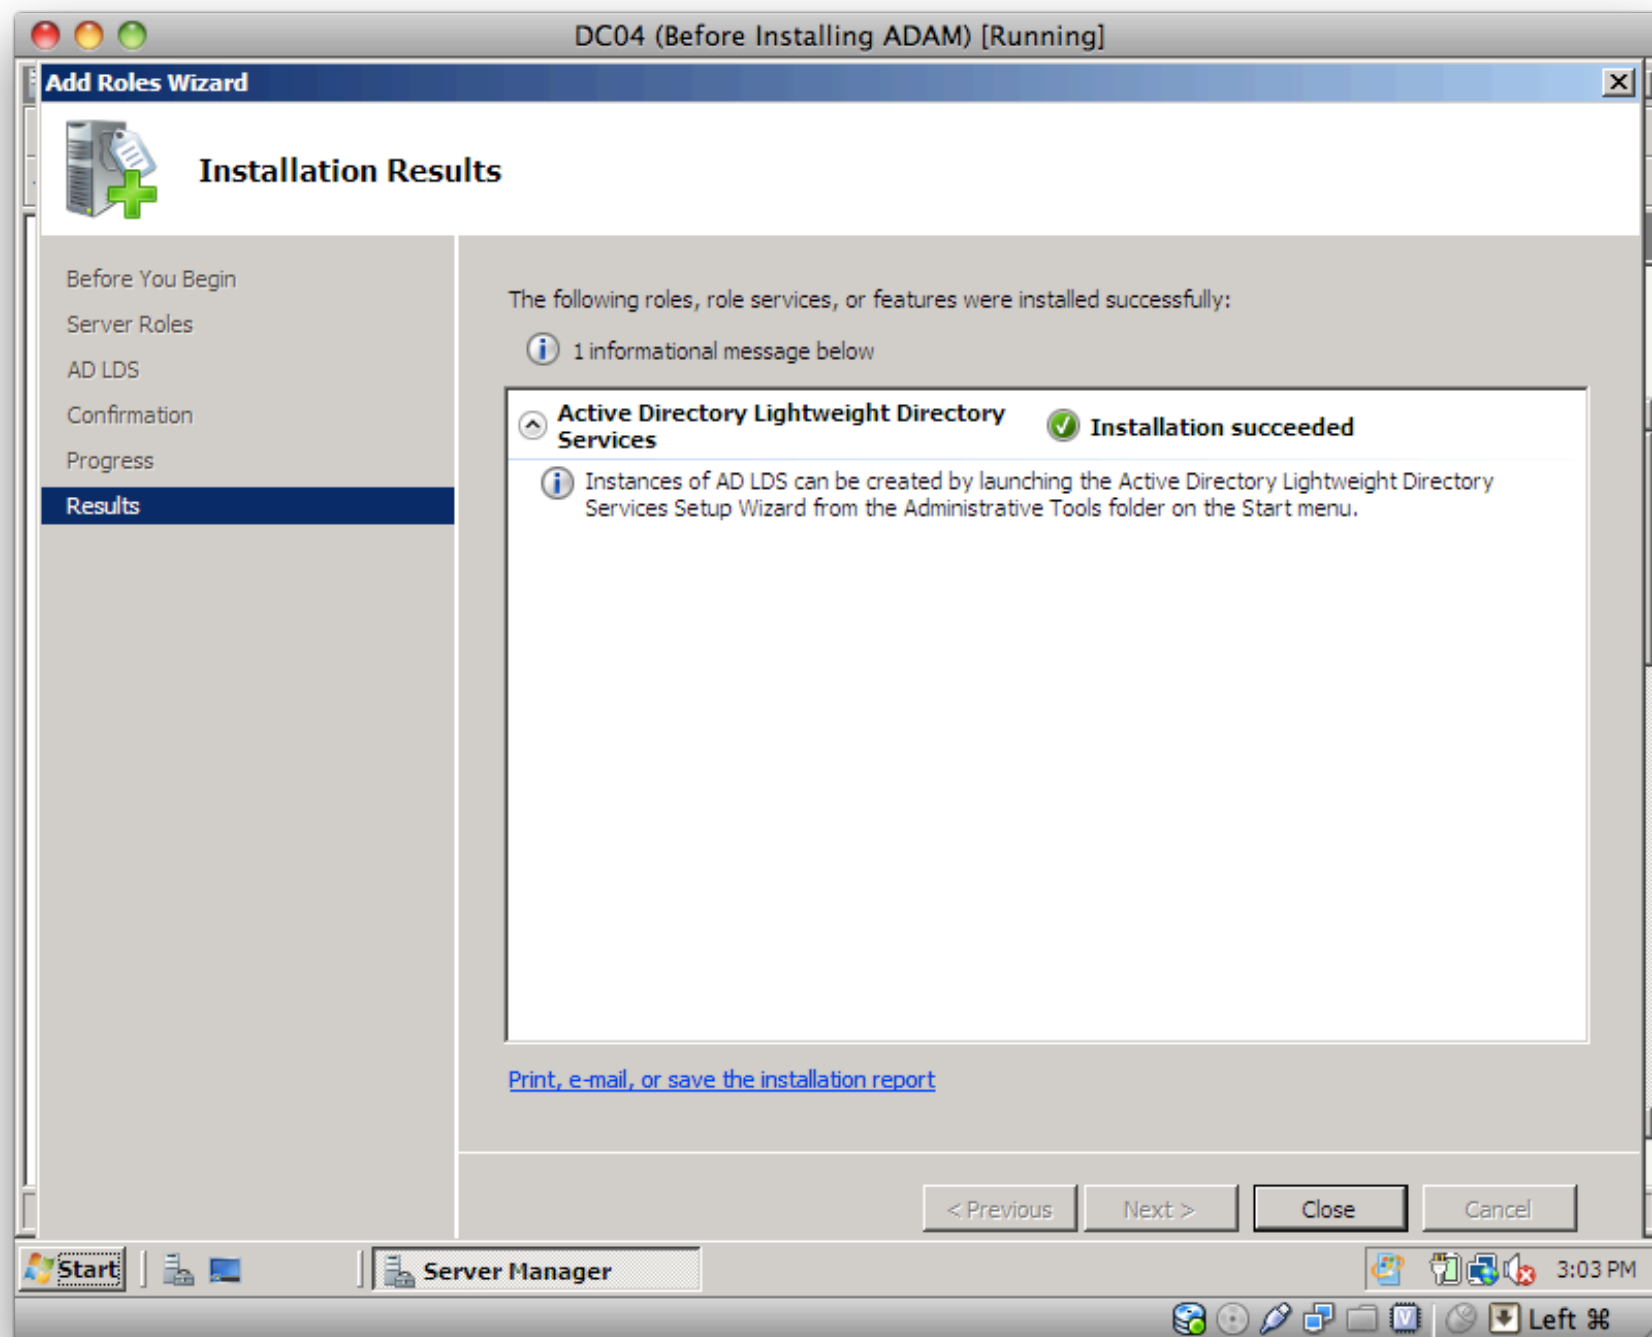 DC04 (Before Installing ADAM) [Running]
Add Roles Wizard
Installation Results
Before You Begin
Server Roles
AD LDS
Confirmation
Progress
Results
The following roles, role services, or features were installed successfully:
1 informational message below
Active Directory Lightweight Directory
Services
Installation succeeded
Instances of AD LDS can be created by launching the Active Directory Lightweight Directory
Services Setup Wizard from the Administrative Tools folder on the Start menu.
Print, e-mail, or save the installation report
< Previous
Next >
Close
Cancel
Start
Server Manager
3:03 PM
Left ⌘